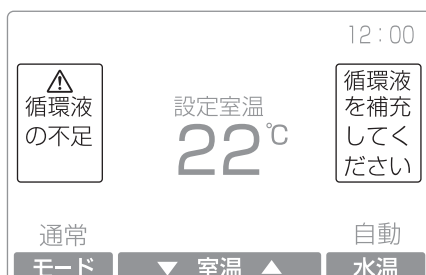 12:00
⚠
循環液
の不足
設定室温
22℃
循環液
を補充
してく
ださい
通常
自動
モード
▼ 室温 ▲
水温